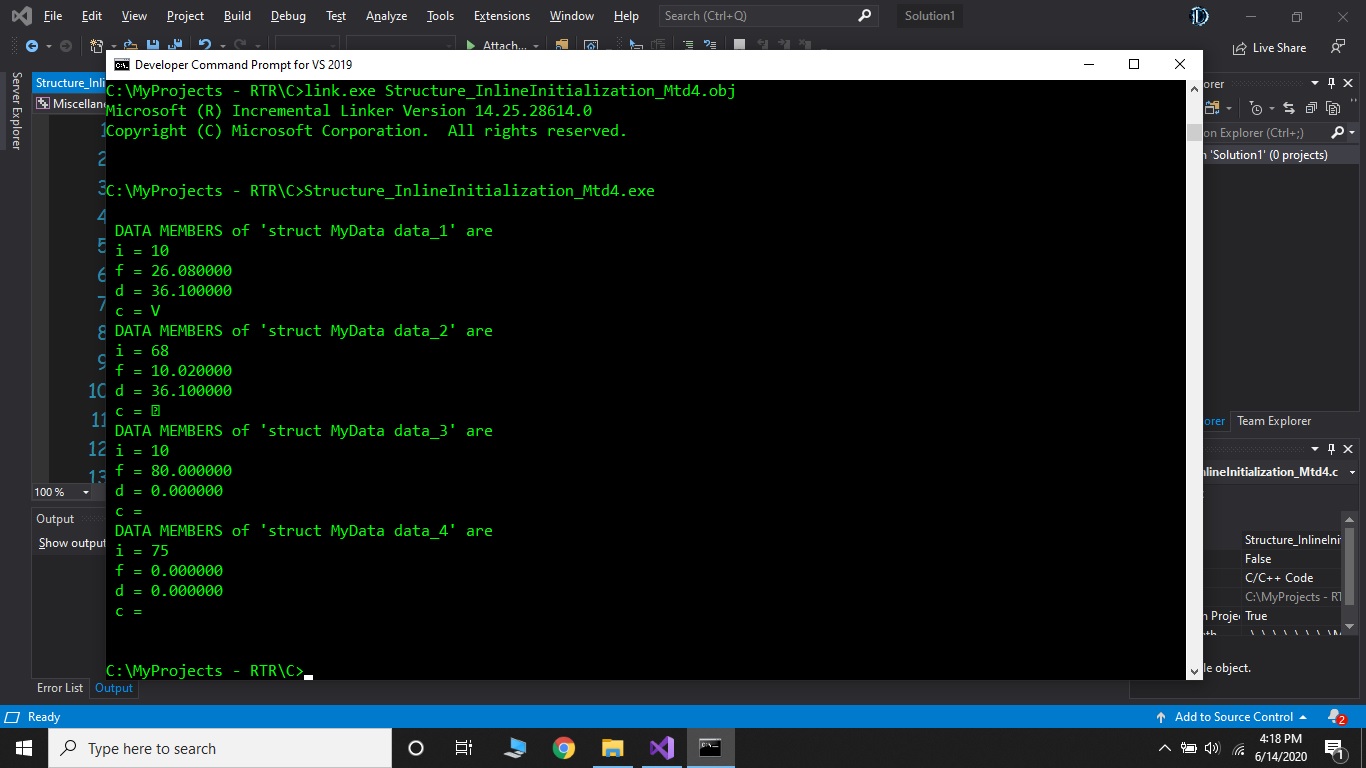 File Edit View Project Build Debug Test Analyze Tools Extensions Window Help Search (Ctrl+Q) Solution1
Attach... Live Share
Developer Command Prompt for VS 2019
Server Explorer
Structure_Inli
Miscellan
1
2
3
4
5
6
7
8
9
10
11
12
13
100 %
Output
Show output
Error List Output
C:\MyProjects - RTR\C>link.exe Structure_InlineInitialization_Mtd4.obj
Microsoft (R) Incremental Linker Version 14.25.28614.0
Copyright (C) Microsoft Corporation.  All rights reserved.
C:\MyProjects - RTR\C>Structure_InlineInitialization_Mtd4.exe
DATA MEMBERS of 'struct MyData data_1' are
i = 10
f = 26.080000
d = 36.100000
c = V
DATA MEMBERS of 'struct MyData data_2' are
i = 68
f = 10.020000
d = 36.100000
c = 
DATA MEMBERS of 'struct MyData data_3' are
i = 10
f = 80.000000
d = 0.000000
c =
DATA MEMBERS of 'struct MyData data_4' are
i = 75
f = 0.000000
d = 0.000000
c =
C:\MyProjects - RTR\C>
orer
on Explorer (Ctrl+;)
n 'Solution1' (0 projects)
orer Team Explorer
nlineInitialization_Mtd4.c
Structure_InlineIni
False
C/C++ Code
C:\MyProjects - RT
n Proje True
le object.
Ready Add to Source Control 2
Type here to search
4:18 PM
6/14/2020
1